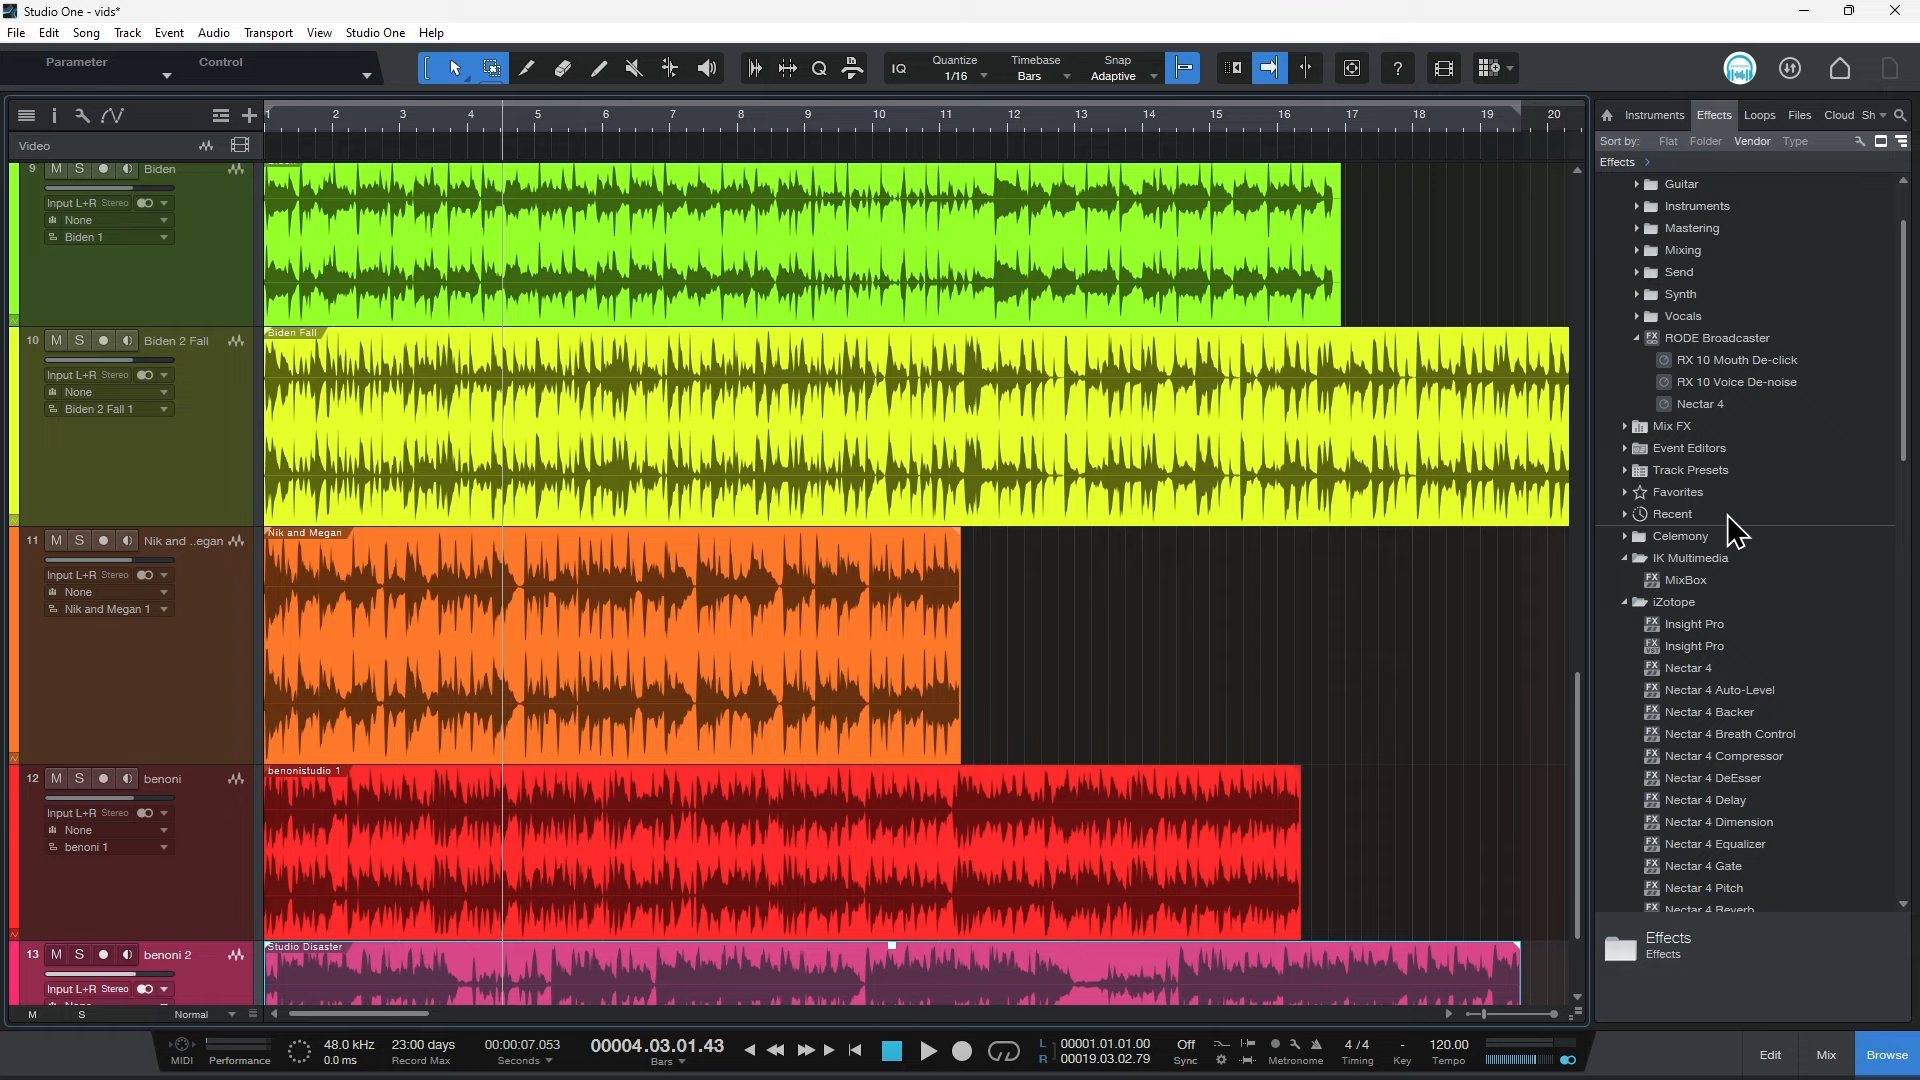 Studio One - vids*
File Edit Song Track Event Audio Transport View Studio One Help
Parameter Control
IQ Quantize 1/16 Timebase Bars Snap Adaptive ?
1 2 3 4 5 6 7 8 9 10 11 12 13 14 15 16 17 18 19 20
Video
9 M S Biden
Input L+R Stereo
None
Biden 1
10 M S Biden 2 Fall
Input L+R Stereo
None
Biden 2 Fall 1
Biden Fall
11 M S Nik and ..egan
Input L+R Stereo
None
Nik and Megan 1
Nik and Megan
12 M S benoni
Input L+R Stereo
None
benoni 1
benonistudio 1
13 M S benoni 2
Input L+R Stereo
Studio Disaster
M S Normal
Instruments Effects Loops Files Cloud Sh
Sort by: Flat Folder Vendor Type
Effects
Guitar
Instruments
Mastering
Mixing
Send
Synth
Vocals
RODE Broadcaster
RX 10 Mouth De-click
RX 10 Voice De-noise
Nectar 4
Mix FX
Event Editors
Track Presets
Favorites
Recent
Celemony
IK Multimedia
MixBox
iZotope
Insight Pro
Insight Pro
Nectar 4
Nectar 4 Auto-Level
Nectar 4 Backer
Nectar 4 Breath Control
Nectar 4 Compressor
Nectar 4 DeEsser
Nectar 4 Delay
Nectar 4 Dimension
Nectar 4 Equalizer
Nectar 4 Gate
Nectar 4 Pitch
Nectar 4 Reverb
Effects
Effects
MIDI Performance
48.0 kHz
0.0 ms
23:00 days
Record Max
00:00:07.053
Seconds
00004.03.01.43
Bars
L 00001.01.01.00
R 00019.03.02.79
Off
Sync
Metronome
Timing
4 / 4
-
Key
120.00
Tempo
Edit Mix Browse